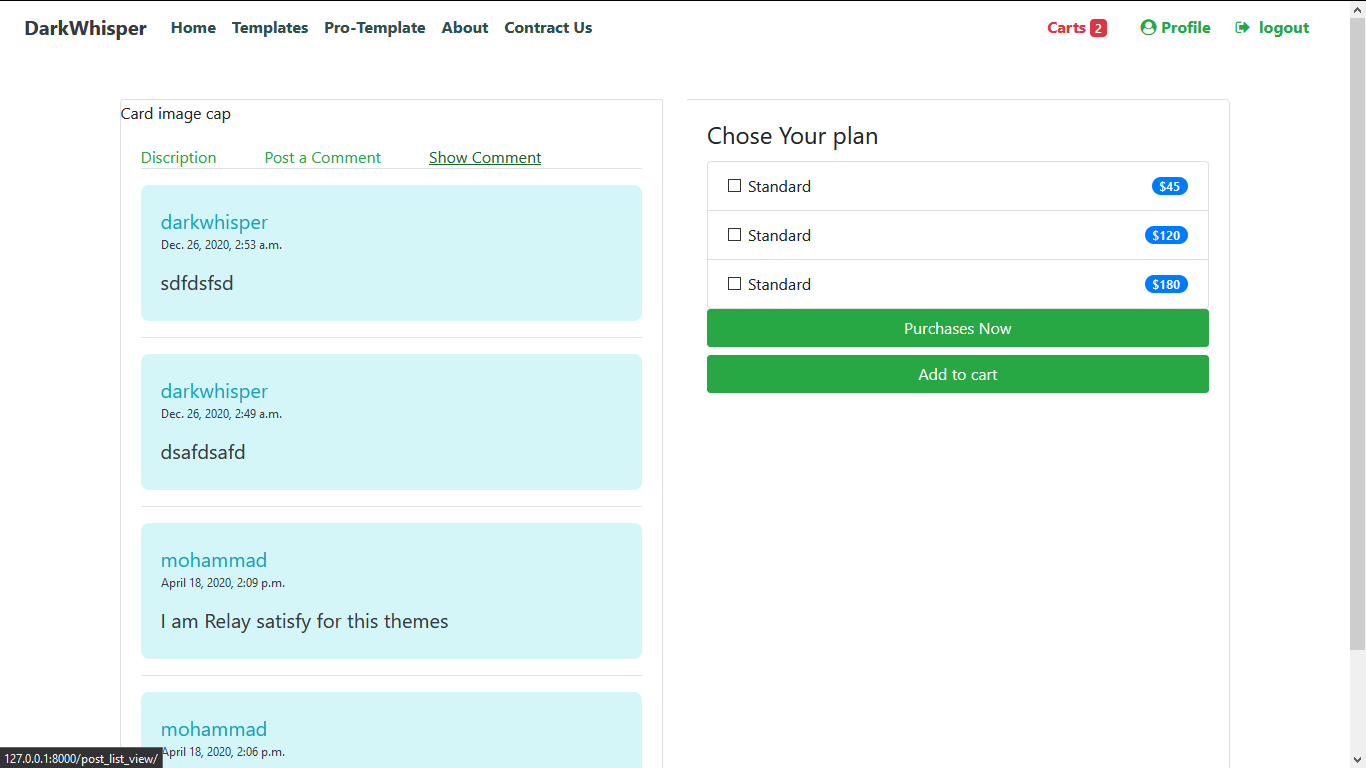 DarkWhisper Home Templates Pro-Template About Contract Us Carts 2 Profile logout
Card image cap
Discription Post a Comment Show Comment
darkwhisper
Dec. 26, 2020, 2:53 a.m.
sdfdsfsd
darkwhisper
Dec. 26, 2020, 2:49 a.m.
dsafdsafd
mohammad
April 18, 2020, 2:09 p.m.
I am Relay satisfy for this themes
mohammad
April 18, 2020, 2:06 p.m.
Chose Your plan
Standard $45
Standard $120
Standard $180
Purchases Now
Add to cart
127.0.0.1:8000/post_list_view/